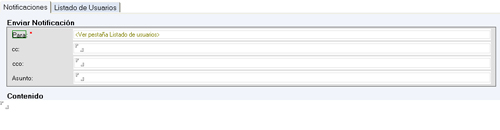 Notificaciones Listado de Usuarios
Enviar Notificación
Para * <Ver pestaña Listado de usuarios>
cc:
cco:
Asunto:
Contenido